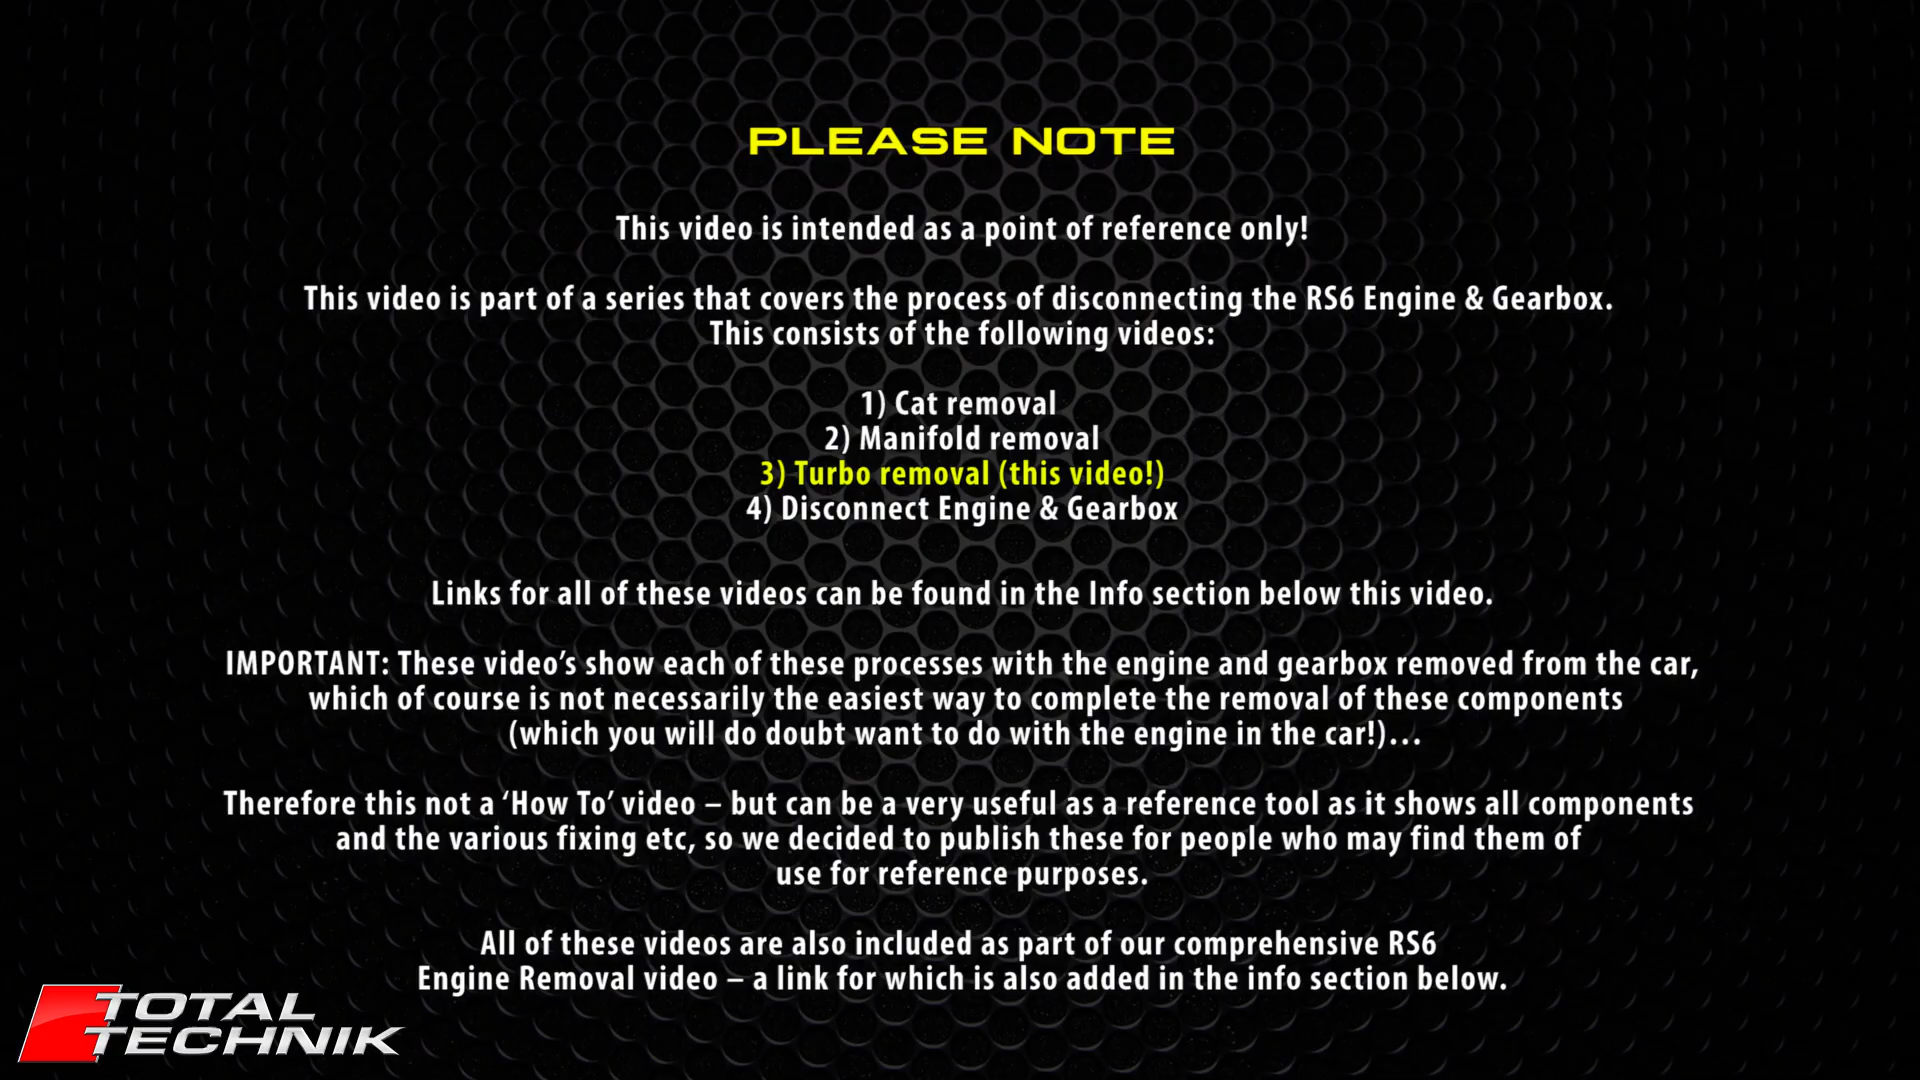 PLEASE NOTE
This video is intended as a point of reference only!
This video is part of a series that covers the process of disconnecting the RS6 Engine & Gearbox.
This consists of the following videos:
1) Cat removal
2) Manifold removal
3) Turbo removal (this video!)
4) Disconnect Engine & Gearbox
Links for all of these videos can be found in the Info section below this video.
IMPORTANT: These video’s show each of these processes with the engine and gearbox removed from the car,
which of course is not necessarily the easiest way to complete the removal of these components
(which you will do doubt want to do with the engine in the car!)…
Therefore this not a ‘How To’ video – but can be a very useful as a reference tool as it shows all components
and the various fixing etc, so we decided to publish these for people who may find them of
use for reference purposes.
All of these videos are also included as part of our comprehensive RS6
Engine Removal video – a link for which is also added in the info section below.
TOTAL
TECHNIK